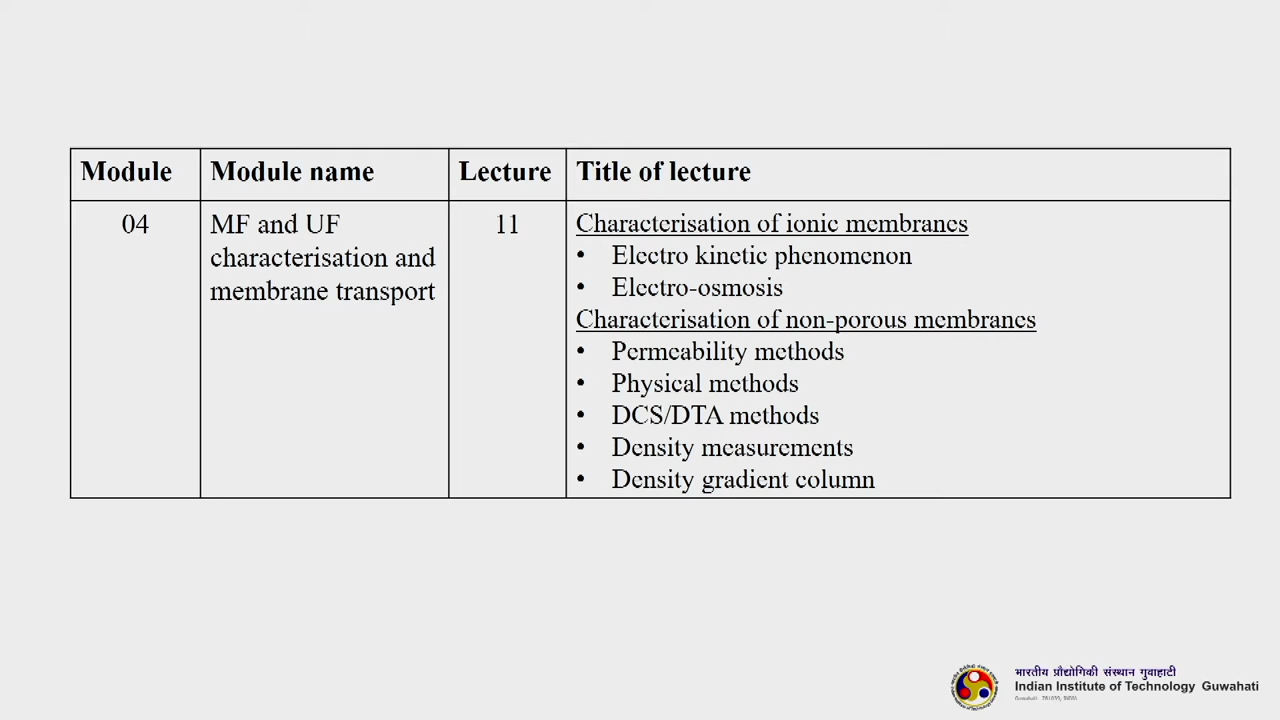 Module Module name Lecture Title of lecture
04 MF and UF characterisation and membrane transport 11 Characterisation of ionic membranes
• Electro kinetic phenomenon
• Electro-osmosis
Characterisation of non-porous membranes
• Permeability methods
• Physical methods
• DCS/DTA methods
• Density measurements
• Density gradient column
भारतीय प्रौद्योगिकी संस्थान गुवाहाटी
Indian Institute of Technology Guwahati